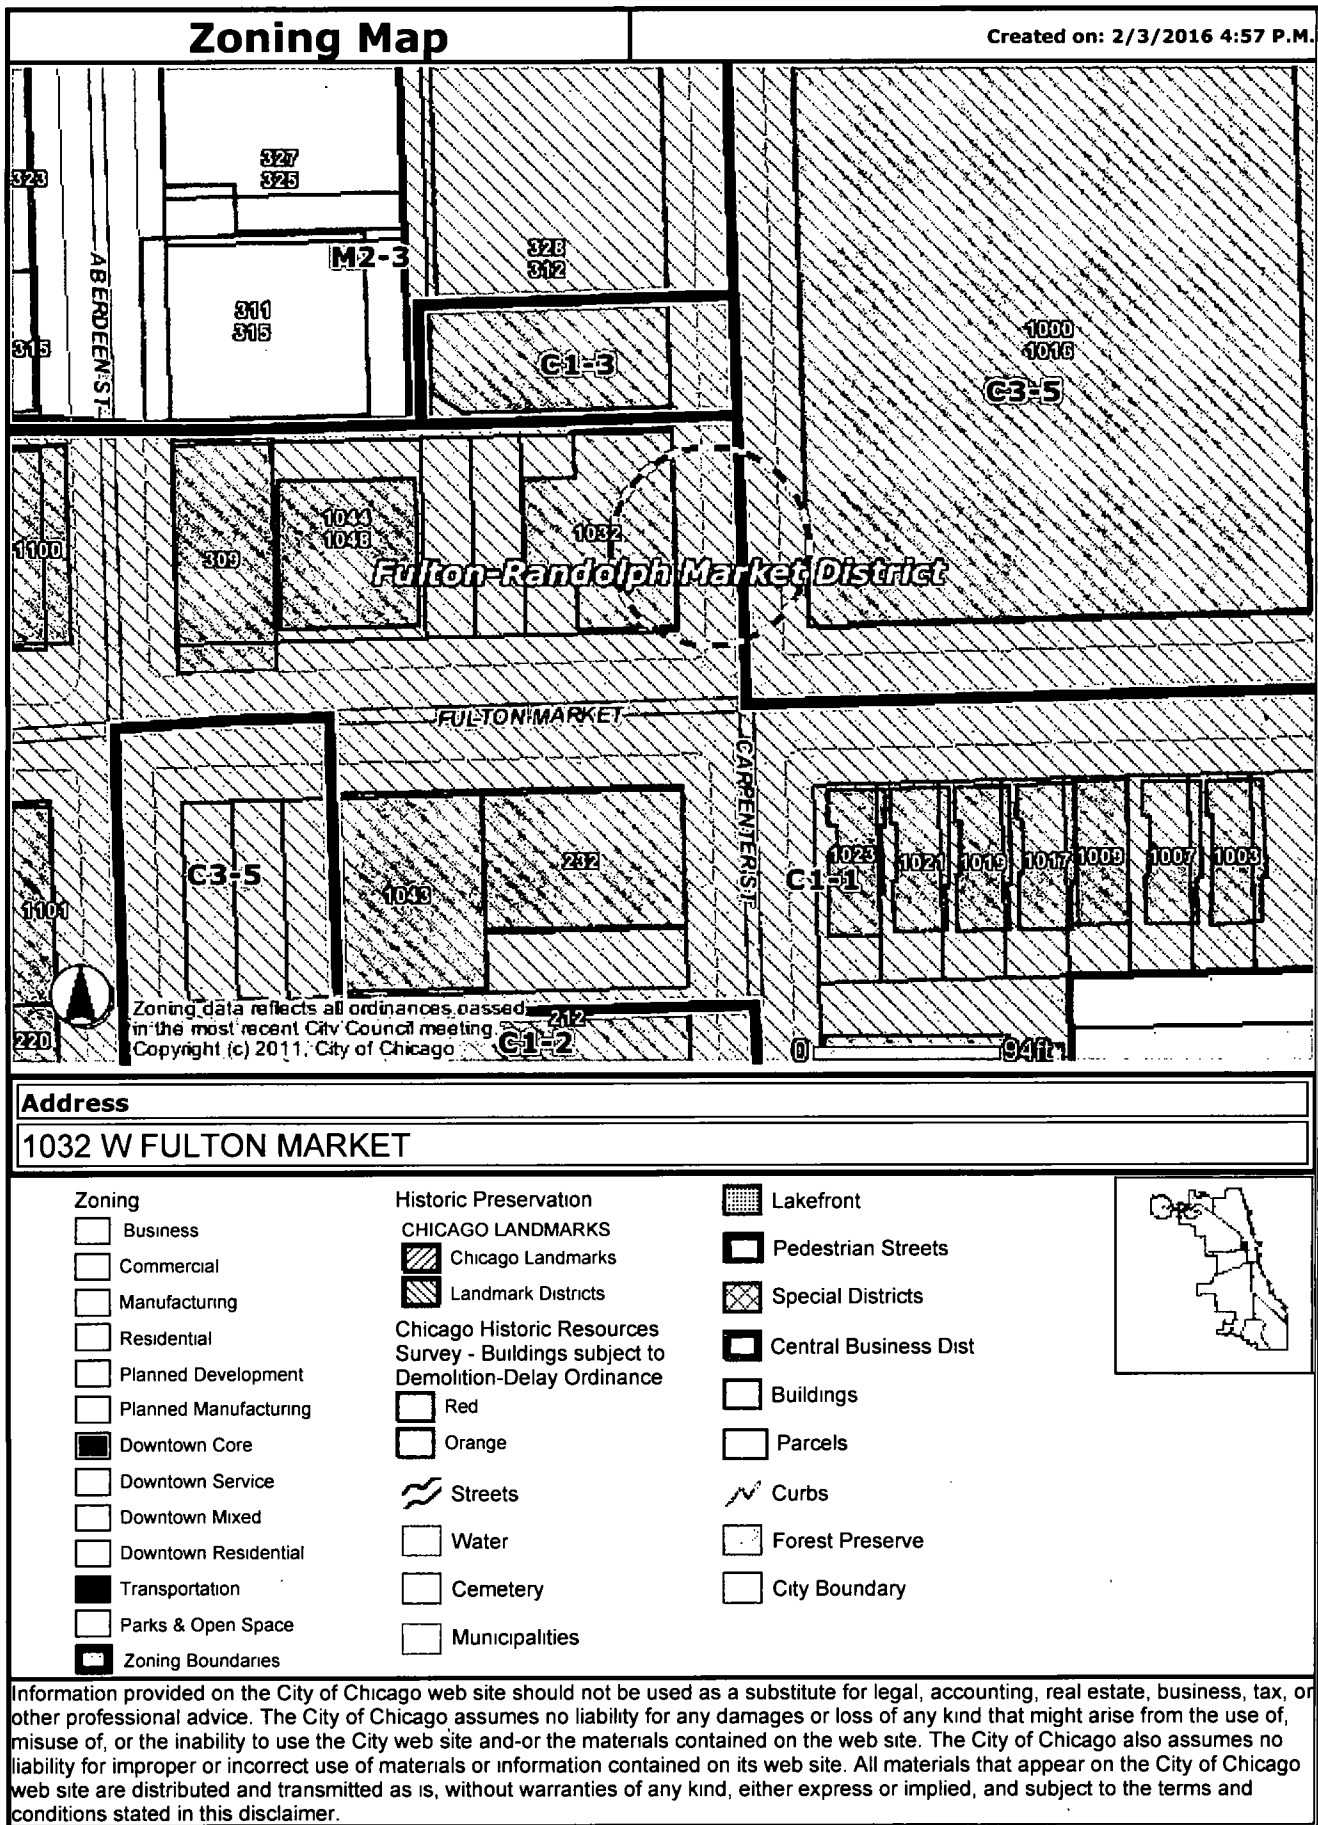 Zoning Map
Created on: 2/3/2016 4:57 P.M.
323
327
325
M2-3
328
312
ABERDEEN ST
311
315
315
C1-3
1000
1016
C3-5
1100
309
1044
1048
1032
Fulton-Randolph Market District
FULTON MARKET
CARPENTER ST
C3-5
1101
1043
232
C1-1
1023
1021
1019
1017
1009
1007
1003
Zoning data reflects all ordinances passed
in the most recent City Council meeting.
Copyright (c) 2011, City of Chicago
220
212
C1-2
0
94ft
Address
1032 W FULTON MARKET
Zoning
Business
Commercial
Manufacturing
Residential
Planned Development
Planned Manufacturing
Downtown Core
Downtown Service
Downtown Mixed
Downtown Residential
Transportation
Parks & Open Space
Zoning Boundaries
Historic Preservation
CHICAGO LANDMARKS
Chicago Landmarks
Landmark Districts
Chicago Historic Resources
Survey - Buildings subject to
Demolition-Delay Ordinance
Red
Orange
Streets
Water
Cemetery
Municipalities
Lakefront
Pedestrian Streets
Special Districts
Central Business Dist
Buildings
Parcels
Curbs
Forest Preserve
City Boundary
Information provided on the City of Chicago web site should not be used as a substitute for legal, accounting, real estate, business, tax, or
other professional advice. The City of Chicago assumes no liability for any damages or loss of any kind that might arise from the use of,
misuse of, or the inability to use the City web site and-or the materials contained on the web site. The City of Chicago also assumes no
liability for improper or incorrect use of materials or information contained on its web site. All materials that appear on the City of Chicago
web site are distributed and transmitted as is, without warranties of any kind, either express or implied, and subject to the terms and
conditions stated in this disclaimer.